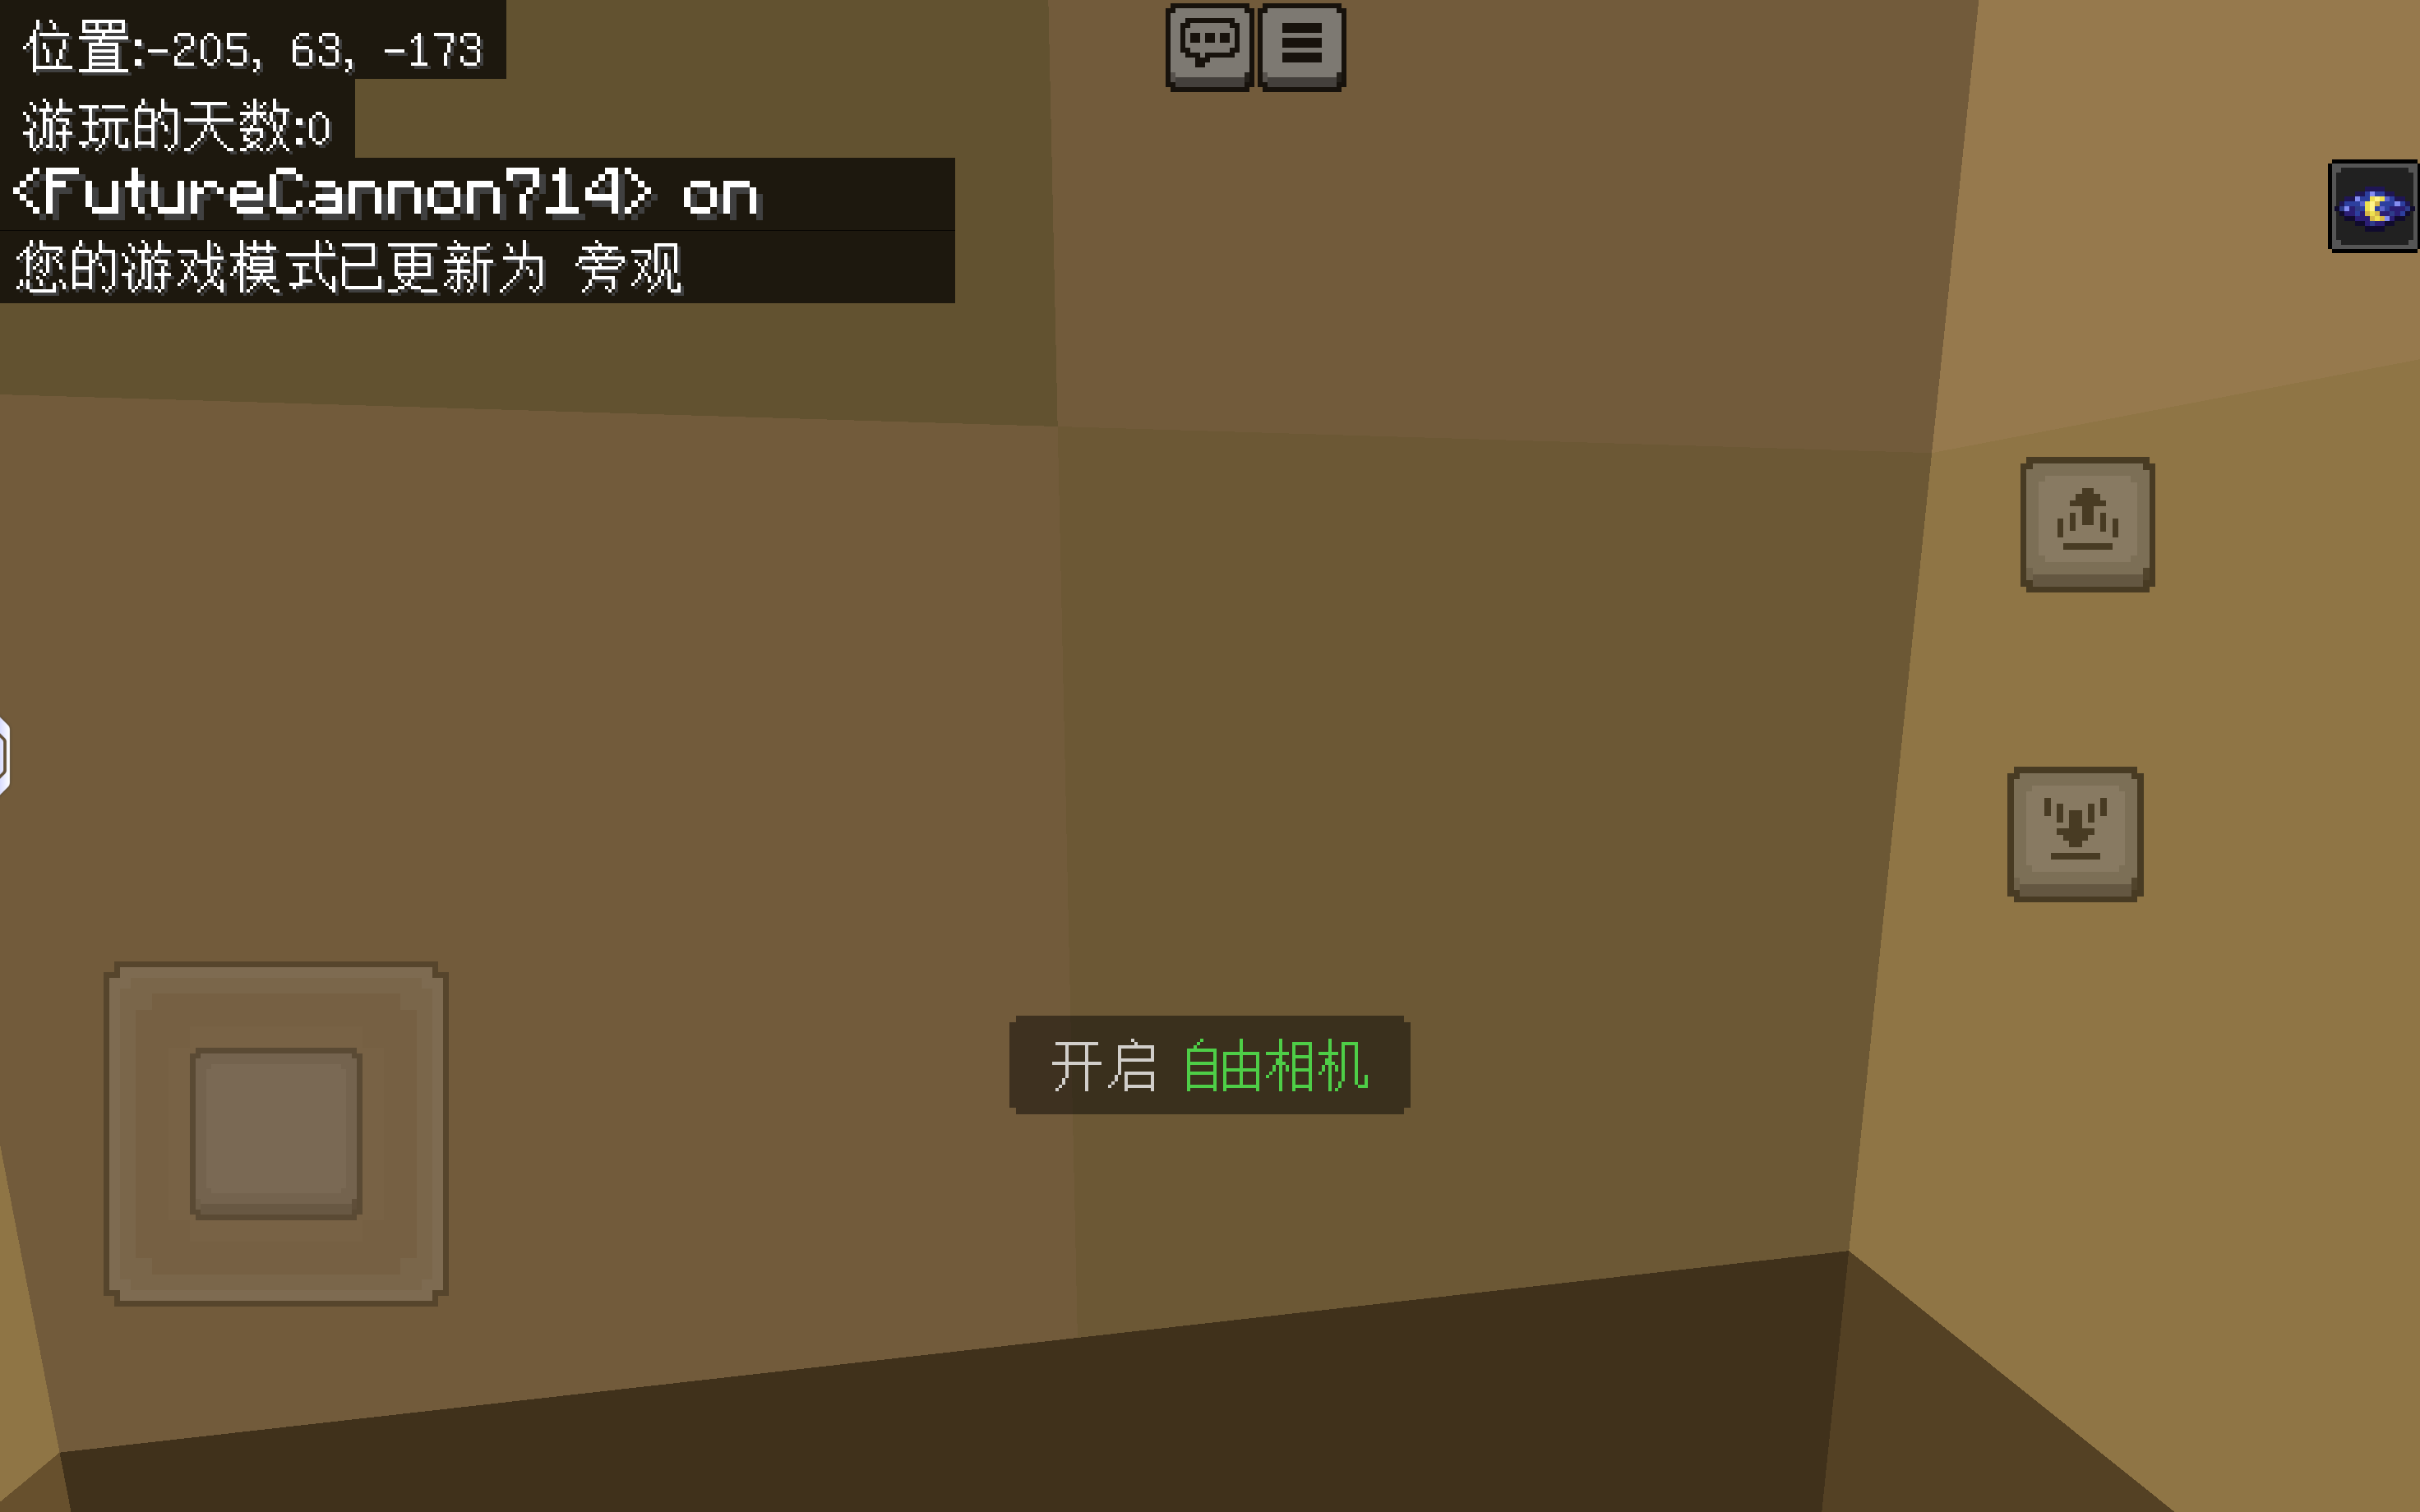 位置:-205, 63, -173
游玩的天数:0
<FutureCannon714> on
您的游戏模式已更新为 旁观
开启 自由相机